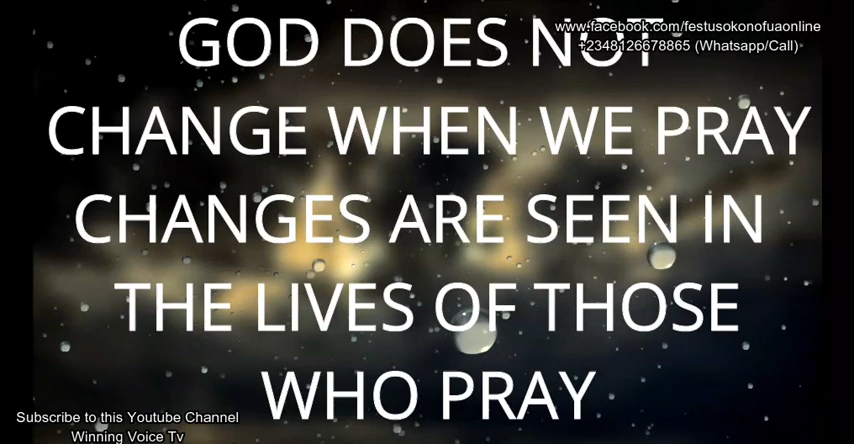 www.facebook.com/festusokonofuaonline
+2348126678865 (Whatsapp/Call)
GOD DOES NOT
CHANGE WHEN WE PRAY
CHANGES ARE SEEN IN
THE LIVES OF THOSE
WHO PRAY
Subscribe to this Youtube Channel
Winning Voice Tv